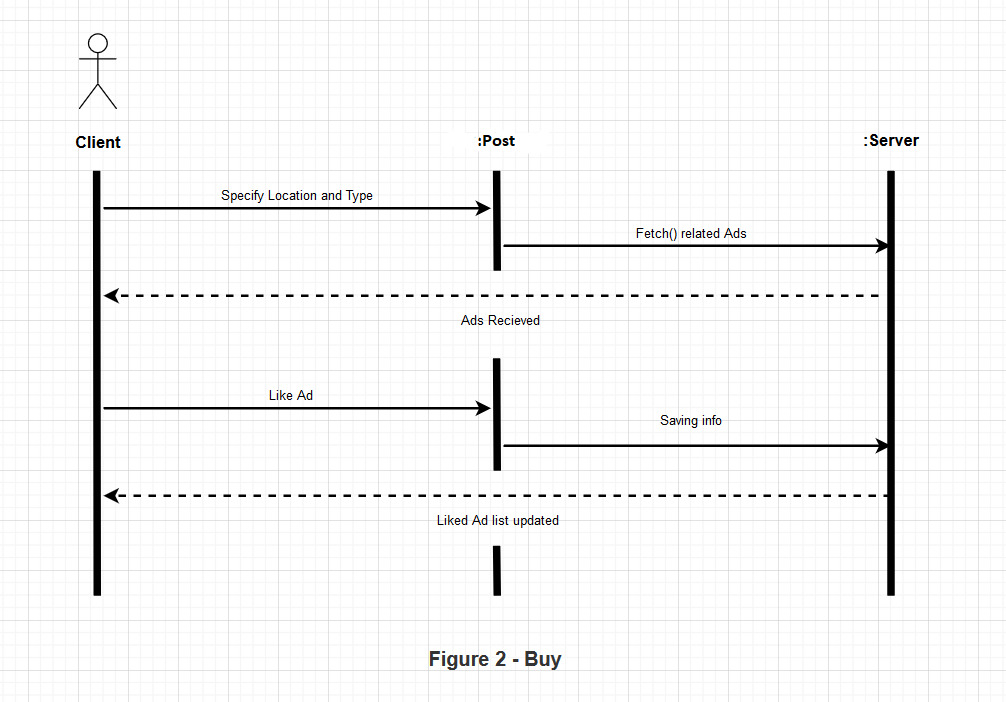 Client
:Post
:Server
Specify Location and Type
Fetch() related Ads
Ads Recieved
Like Ad
Saving info
Liked Ad list updated
Figure 2 - Buy